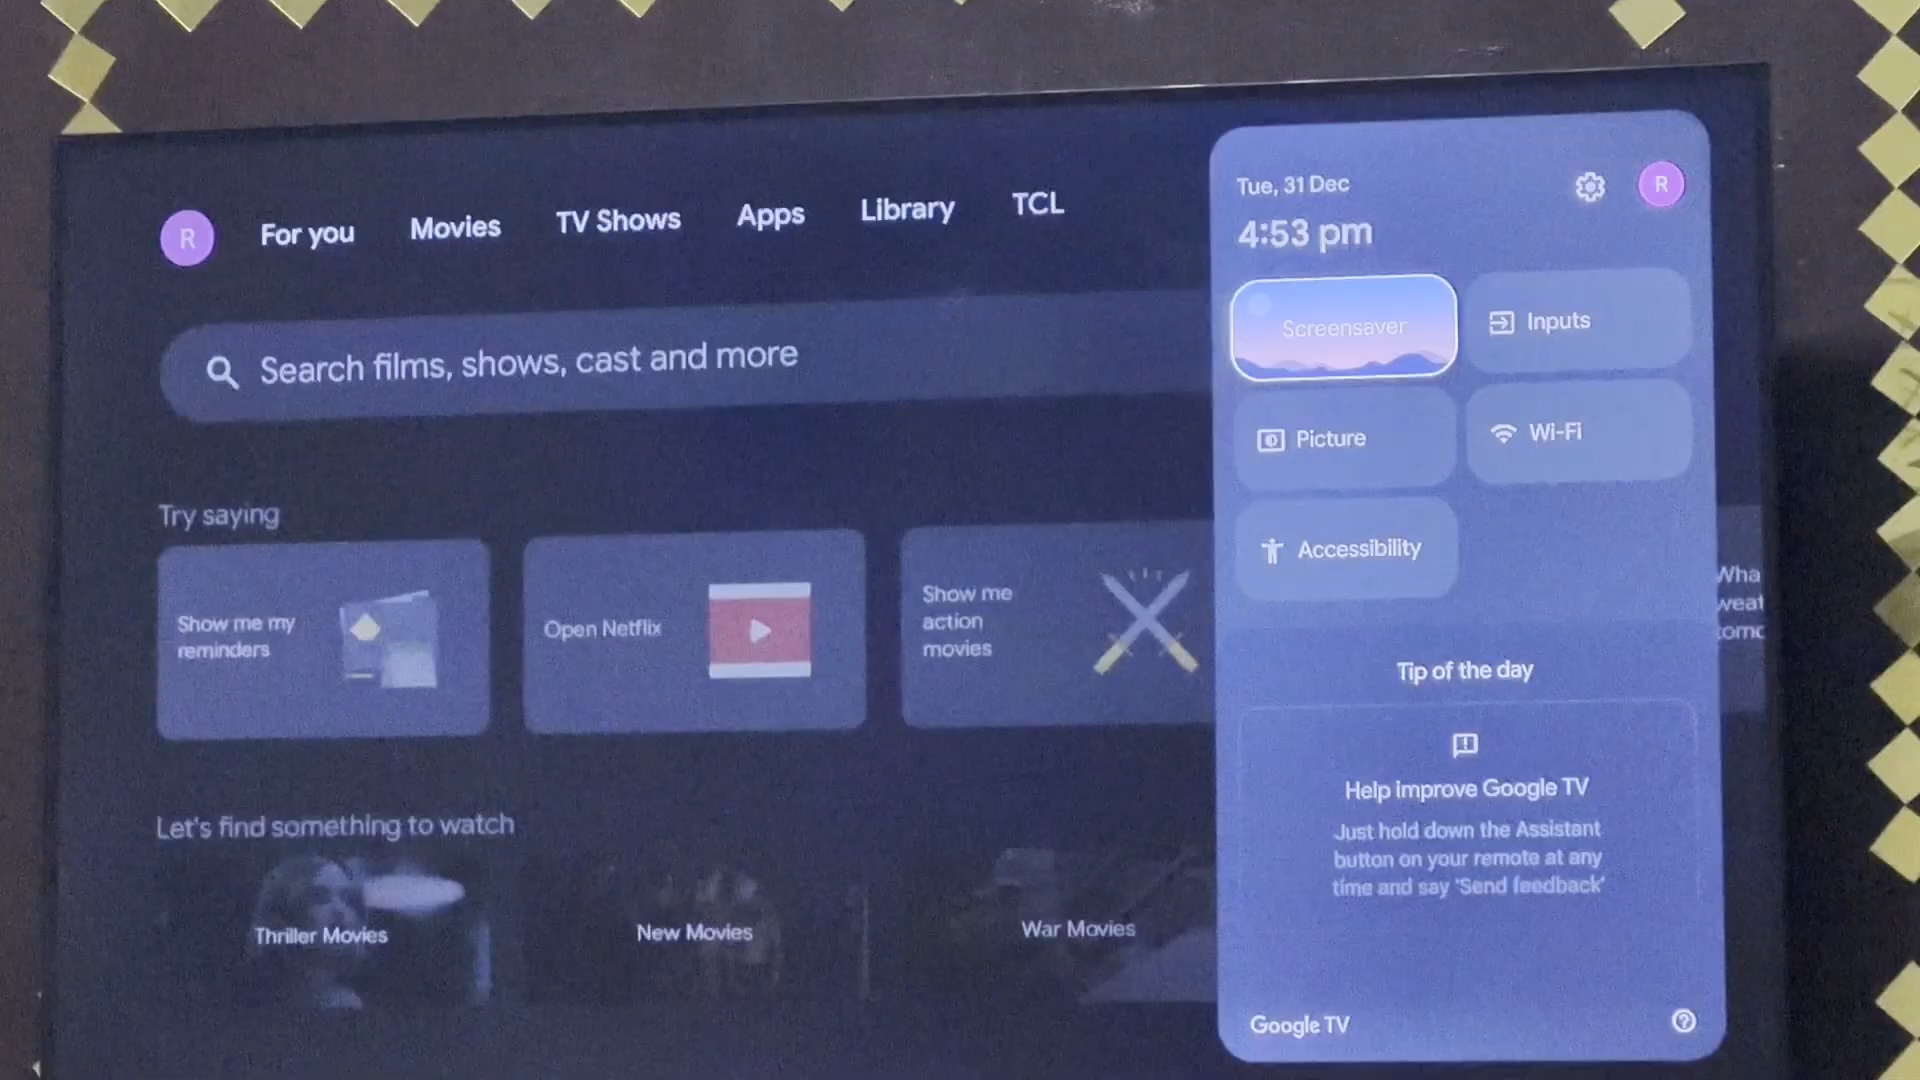 R
For you
Movies
TV Shows
Apps
Library
TCL
Search films, shows, cast and more
Try saying
Show me my
reminders
Open Netflix
Show me
action
movies
Let's find something to watch
Thriller Movies
New Movies
War Movies
Tue, 31 Dec
R
4:53 pm
Screensaver
Inputs
Picture
Wi-Fi
Accessibility
Tip of the day
Help improve Google TV
Just hold down the Assistant
button on your remote at any
time and say 'Send feedback'
Google TV